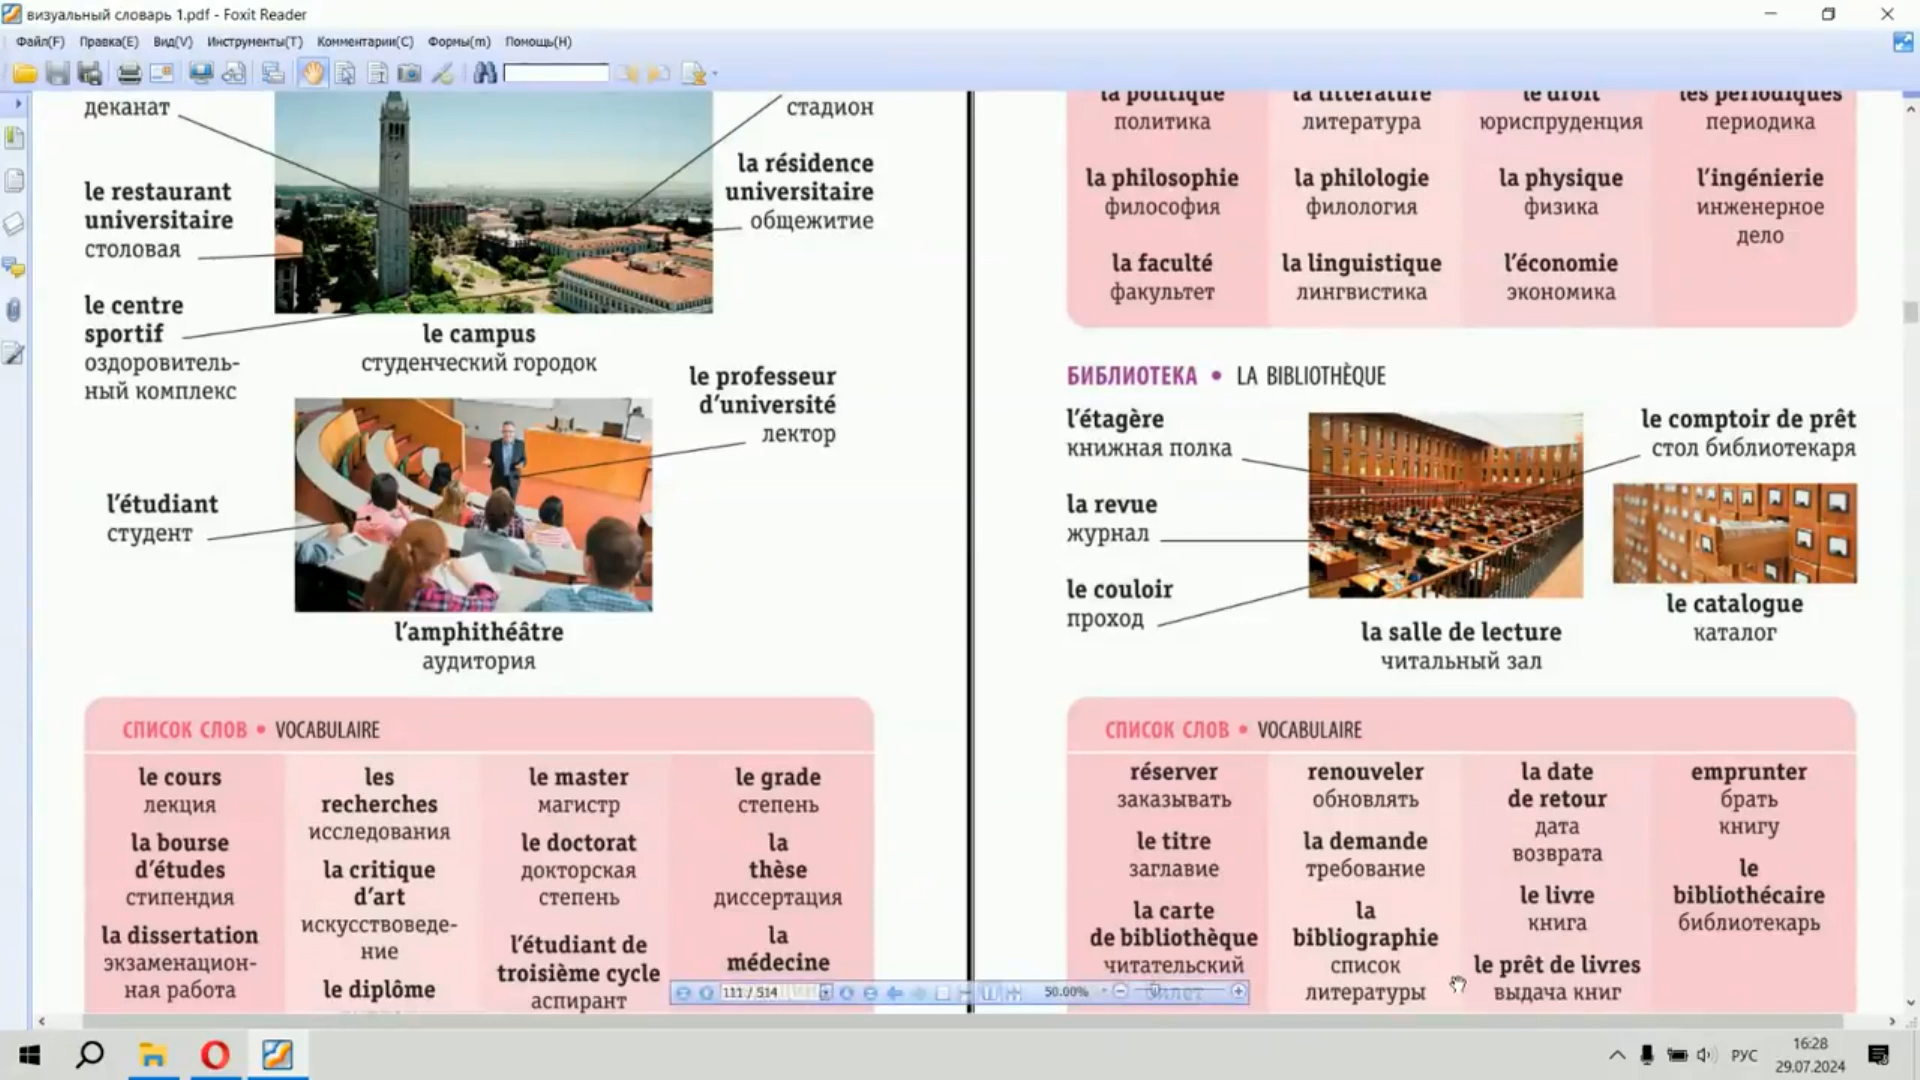 визуальный словарь 1.pdf - Foxit Reader
Файл(F) Правка(E) Вид(V) Инструменты(T) Комментарии(C) Формы(m) Помощь(H)
деканат
стадион
le restaurant
universitaire
столовая
la résidence
universitaire
общежитие
le centre
sportif
оздоровитель-
ный комплекс
le campus
студенческий городок
le professeur
d'université
лектор
l'étudiant
студент
l'amphithéâtre
аудитория
СПИСОК СЛОВ • VOCABULAIRE
le cours
лекция
la bourse
d'études
стипендия
la dissertation
экзаменацион-
ная работа
les
recherches
исследования
la critique
d'art
искусствоведе-
ние
le diplôme
le master
магистр
le doctorat
докторская
степень
l'étudiant de
troisième cycle
аспирант
le grade
степень
la
thèse
диссертация
la
médecine
la politique
политика
la philosophie
философия
la faculté
факультет
la littérature
литература
la philologie
филология
la linguistique
лингвистика
le droit
юриспруденция
la physique
физика
l'économie
экономика
les périodiques
периодика
l'ingénierie
инженерное
дело
БИБЛИОТЕКА • LA BIBLIOTHÈQUE
l'étagère
книжная полка
la revue
журнал
le couloir
проход
le comptoir de prêt
стол библиотекаря
la salle de lecture
читальный зал
le catalogue
каталог
СПИСОК СЛОВ • VOCABULAIRE
réserver
заказывать
le titre
заглавие
la carte
de bibliothèque
читательский
билет
renouveler
обновлять
la demande
требование
la
bibliographie
список
литературы
la date
de retour
дата
возврата
le livre
книга
le prêt de livres
выдача книг
emprunter
брать
книгу
le
bibliothécaire
библиотекарь
111 / 514
50.00%
РУС
16:28
29.07.2024